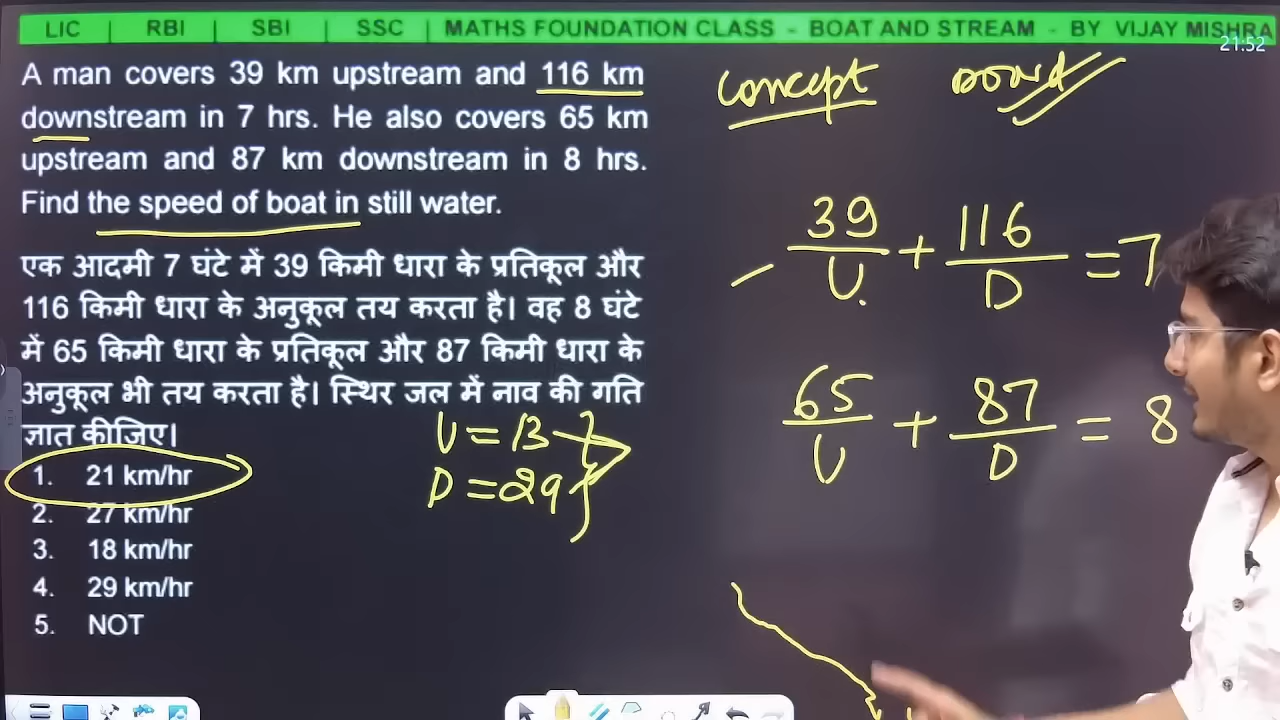 LIC | RBI | SBI | SSC | MATHS FOUNDATION CLASS - BOAT AND STREAM - BY VIJAY MISHRA
21:52
A man covers 39 km upstream and 116 km
downstream in 7 hrs. He also covers 65 km
upstream and 87 km downstream in 8 hrs.
Find the speed of boat in still water.
एक आदमी 7 घंटे में 39 किमी धारा के प्रतिकूल और
116 किमी धारा के अनुकूल तय करता है। वह 8 घंटे
में 65 किमी धारा के प्रतिकूल और 87 किमी धारा के
अनुकूल भी तय करता है। स्थिर जल में नाव की गति
ज्ञात कीजिए।
1. 21 km/hr
2. 27 km/hr
3. 18 km/hr
4. 29 km/hr
5. NOT
U = 13
D = 29
concept
39/U + 116/D = 7
65/U + 87/D = 8